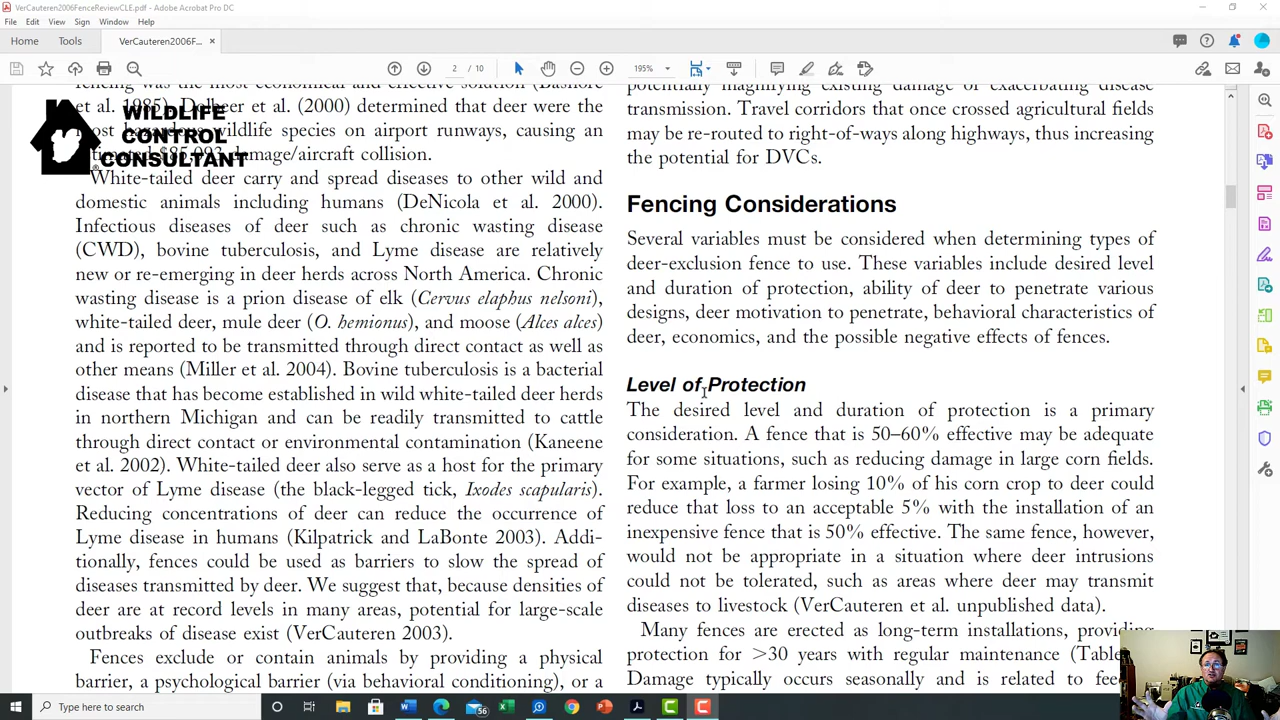 VerCauteren2006FenceReviewCLE.pdf - Adobe Acrobat Pro DC
File Edit View Sign Window Help
Home Tools VerCauteren2006F... ×
2 / 10 195%
fencing was the most economical and effective solution (Bashore
et al. 1985). Dolbeer et al. (2000) determined that deer were the
most hazardous wildlife species on airport runways, causing an
damage/aircraft collision.
WILDLIFE
CONTROL
CONSULTANT
White-tailed deer carry and spread diseases to other wild and
domestic animals including humans (DeNicola et al. 2000).
Infectious diseases of deer such as chronic wasting disease
(CWD), bovine tuberculosis, and Lyme disease are relatively
new or re-emerging in deer herds across North America. Chronic
wasting disease is a prion disease of elk (Cervus elaphus nelsoni),
white-tailed deer, mule deer (O. hemionus), and moose (Alces alces)
and is reported to be transmitted through direct contact as well as
other means (Miller et al. 2004). Bovine tuberculosis is a bacterial
disease that has become established in wild white-tailed deer herds
in northern Michigan and can be readily transmitted to cattle
through direct contact or environmental contamination (Kaneene
et al. 2002). White-tailed deer also serve as a host for the primary
vector of Lyme disease (the black-legged tick, Ixodes scapularis).
Reducing concentrations of deer can reduce the occurrence of
Lyme disease in humans (Kilpatrick and LaBonte 2003). Addi-
tionally, fences could be used as barriers to slow the spread of
diseases transmitted by deer. We suggest that, because densities of
deer are at record levels in many areas, potential for large-scale
outbreaks of disease exist (VerCauteren 2003).
Fences exclude or contain animals by providing a physical
barrier, a psychological barrier (via behavioral conditioning), or a
potentially magnifying existing damage or exacerbating disease
transmission. Travel corridors that once crossed agricultural fields
may be re-routed to right-of-ways along highways, thus increasing
the potential for DVCs.
Fencing Considerations
Several variables must be considered when determining types of
deer-exclusion fence to use. These variables include desired level
and duration of protection, ability of deer to penetrate various
designs, deer motivation to penetrate, behavioral characteristics of
deer, economics, and the possible negative effects of fences.
Level of Protection
The desired level and duration of protection is a primary
consideration. A fence that is 50–60% effective may be adequate
for some situations, such as reducing damage in large corn fields.
For example, a farmer losing 10% of his corn crop to deer could
reduce that loss to an acceptable 5% with the installation of an
inexpensive fence that is 50% effective. The same fence, however,
would not be appropriate in a situation where deer intrusions
could not be tolerated, such as areas where deer may transmit
diseases to livestock (VerCauteren et al. unpublished data).
Many fences are erected as long-term installations, providing
protection for >30 years with regular maintenance (Table
Damage typically occurs seasonally and is related to
Type here to search
56